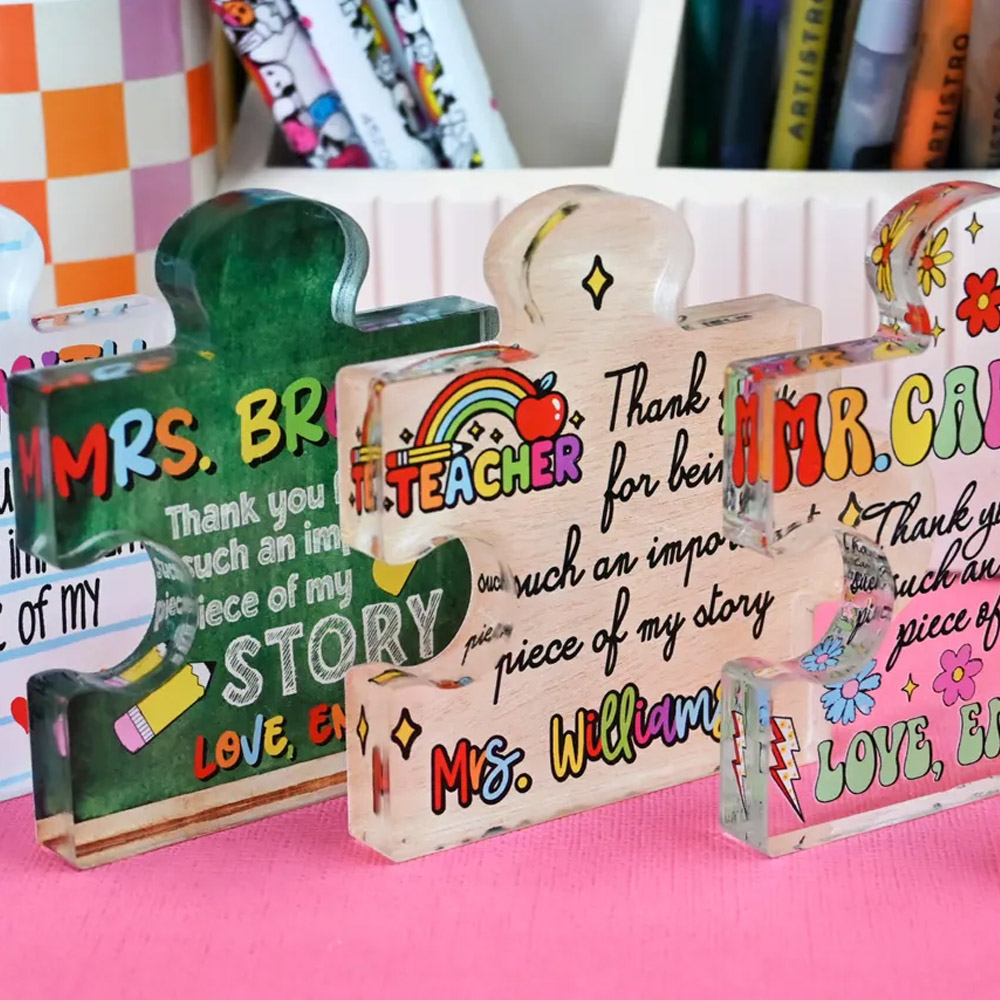 ARTISTRO
ARTISTRO
of my
MRS. BR
Thank you
such an imp
piece of my
STORY
LOVE, EM
TEACHER
Thank
for bein
such an impo
piece of my story
Mrs. Williams
MR. CA
Thank y
such an
piece of
LOVE, E